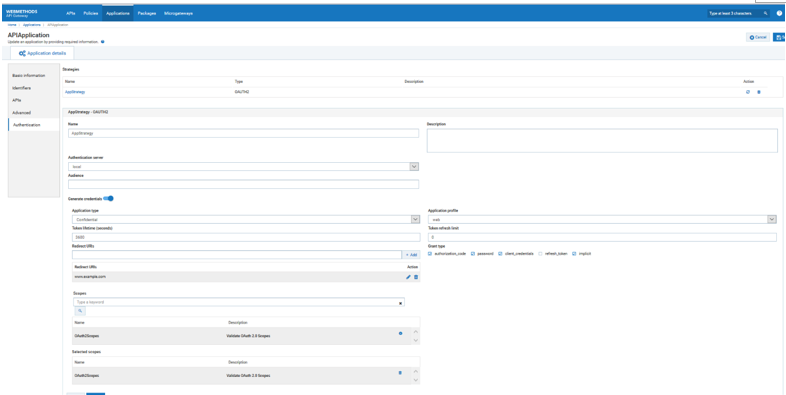 WEBMETHODS
API Gateway
APIs Policies Applications Packages Microgateways
Type at least 3 characters
Home Applications APIApplication
APIApplication
Update an application by providing required information.
Cancel
Application details
Basic information
Identifiers
APIs
Advanced
Authentication
Strategies
Name Type Description Action
AppStrategy OAUTH2
AppStrategy - OAUTH2
Name Description
AppStrategy
Authentication server
local
Audience
Generate credentials
Application type Application profile
Confidential web
Token lifetime (seconds) Token refresh limit
3600 0
Redirect URIs Grant type
+ Add authorization_code password client_credentials refresh_token implicit
Redirect URIs Action
www.example.com
Scopes
Type a keyword
Name Description
OAuth2Scopes Validate OAuth 2.0 Scopes
Selected scopes
Name Description
OAuth2Scopes Validate OAuth 2.0 Scopes